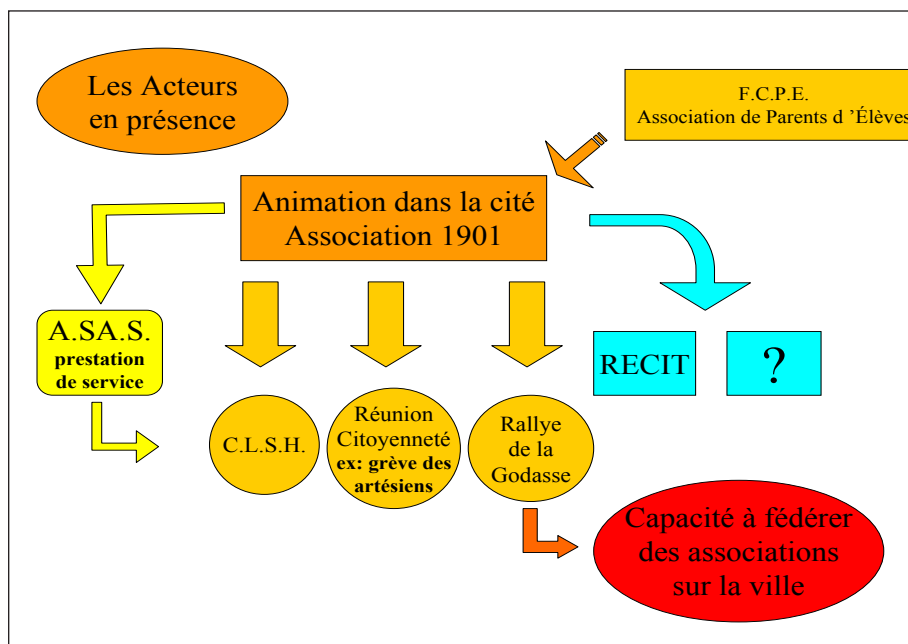 Les Acteurs
en présence
F.C.P.E.
Association de Parents d ’Élèves
Animation dans la cité
Association 1901
A.SA.S.
prestation
de service
RECIT
?
C.L.S.H.
Réunion
Citoyenneté
ex: grève des
artésiens
Rallye
de la
Godasse
Capacité à fédérer
des associations
sur la ville